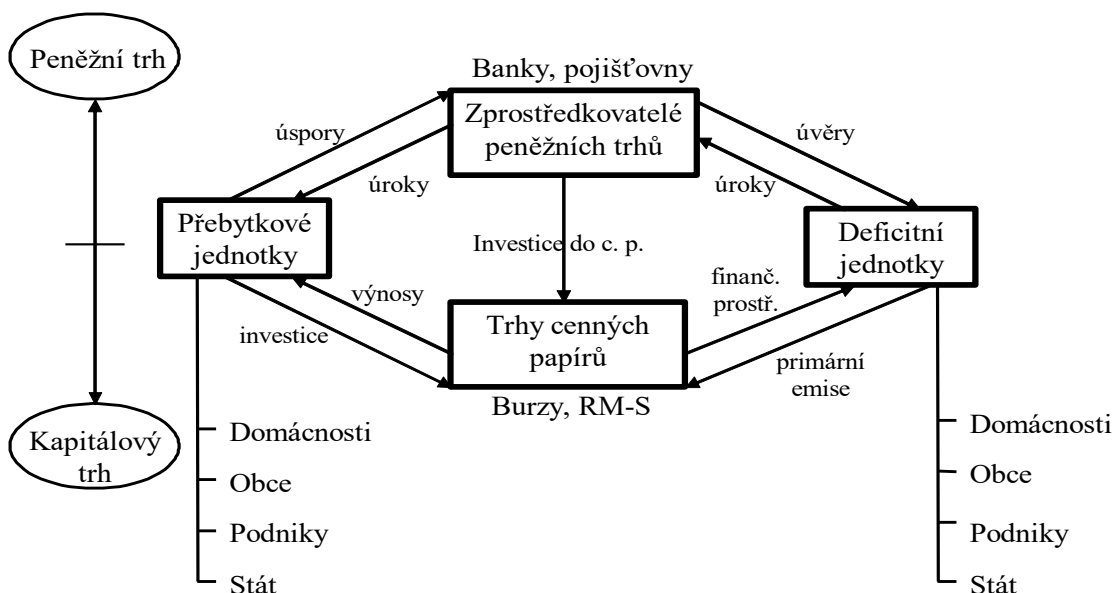 Peněžní trh
Banky, pojišťovny
Zprostředkovatelé
peněžních trhů
úspory
úroky
úvěry
úroky
Přebytkové
jednotky
Investice do c. p.
Deficitní
jednotky
výnosy
investice
Trhy cenných
papírů
finanč.
prostř.
primární
emise
Burzy, RM-S
Kapitálový
trh
Domácnosti
Obce
Podniky
Stát
Domácnosti
Obce
Podniky
Stát